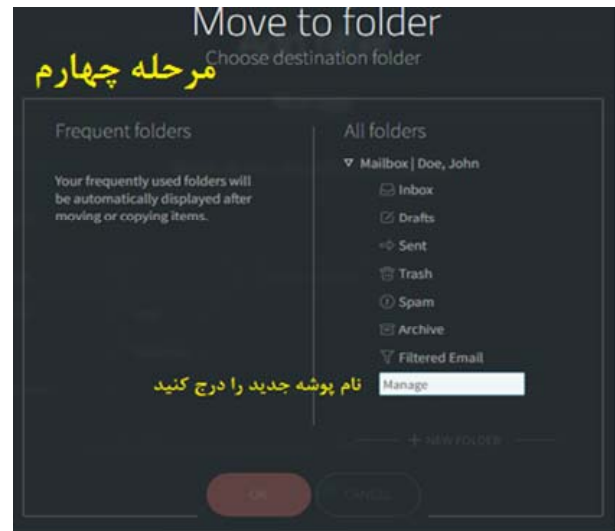 Move to folder
Choose destination folder
مرحله چهارم
Frequent folders
Your frequently used folders will
be automatically displayed after
moving or copying items.
All folders
Mailbox | Doe, John
Inbox
Drafts
Sent
Trash
Spam
Archive
Filtered Email
نام پوشه جدید را درج کنید
Manage
+ NEW FOLDER
OK
CANCEL